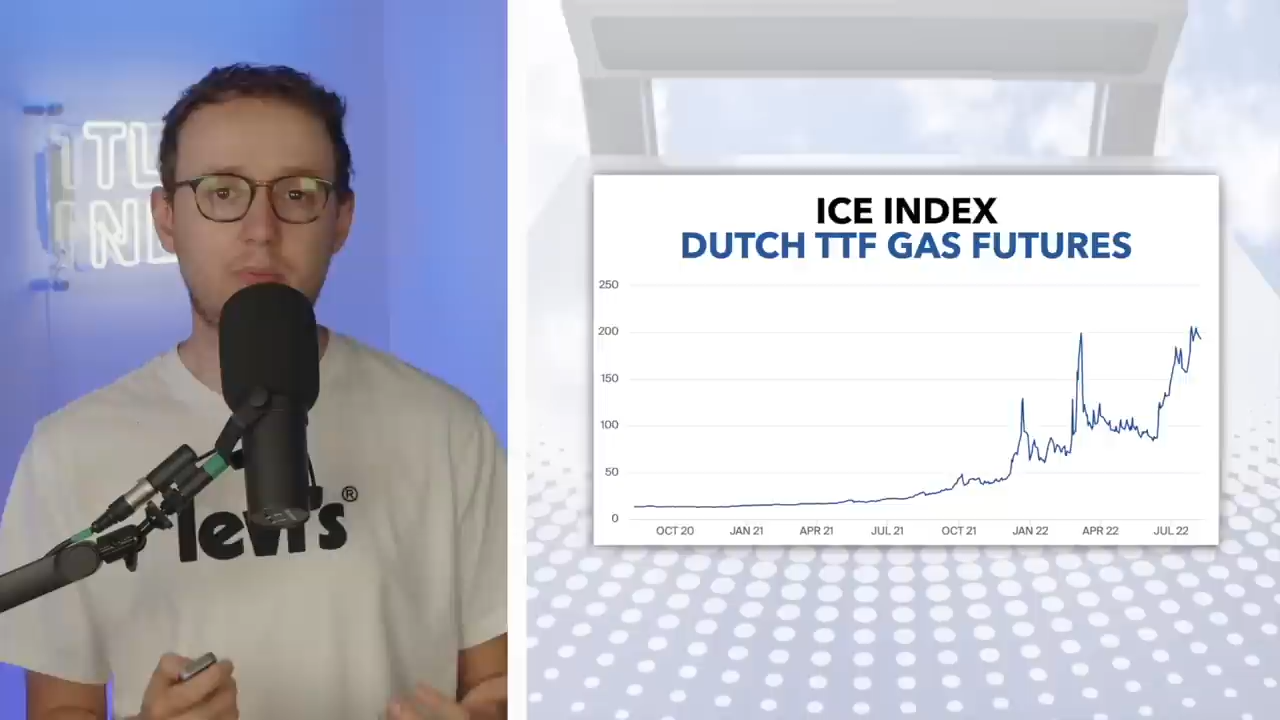 levi's®
ICE INDEX
DUTCH TTF GAS FUTURES
250
200
150
100
50
0
OCT 20 JAN 21 APR 21 JUL 21 OCT 21 JAN 22 APR 22 JUL 22